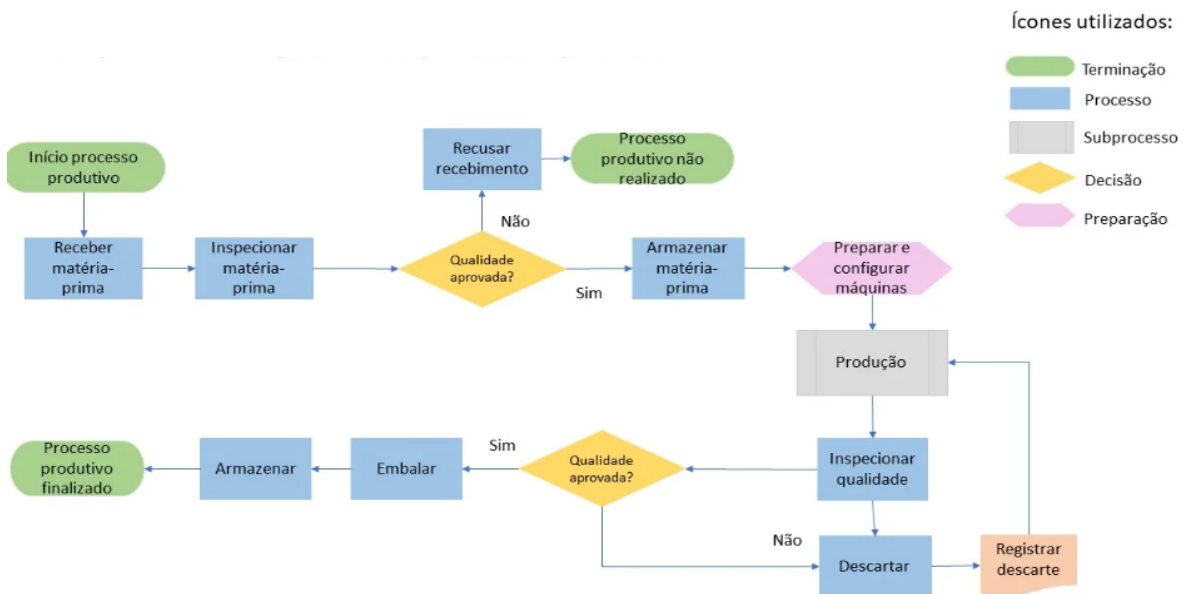 Ícones utilizados:
Terminação
Processo
Subprocesso
Decisão
Preparação
Início processo
produtivo
Receber
matéria-
prima
Inspecionar
matéria-
prima
Qualidade
aprovada?
Não
Recusar
recebimento
Processo
produtivo não
realizado
Sim
Armazenar
matéria-
prima
Preparar e
configurar
máquinas
Produção
Inspecionar
qualidade
Qualidade
aprovada?
Sim
Embalar
Armazenar
Processo
produtivo
finalizado
Não
Descartar
Registrar
descarte